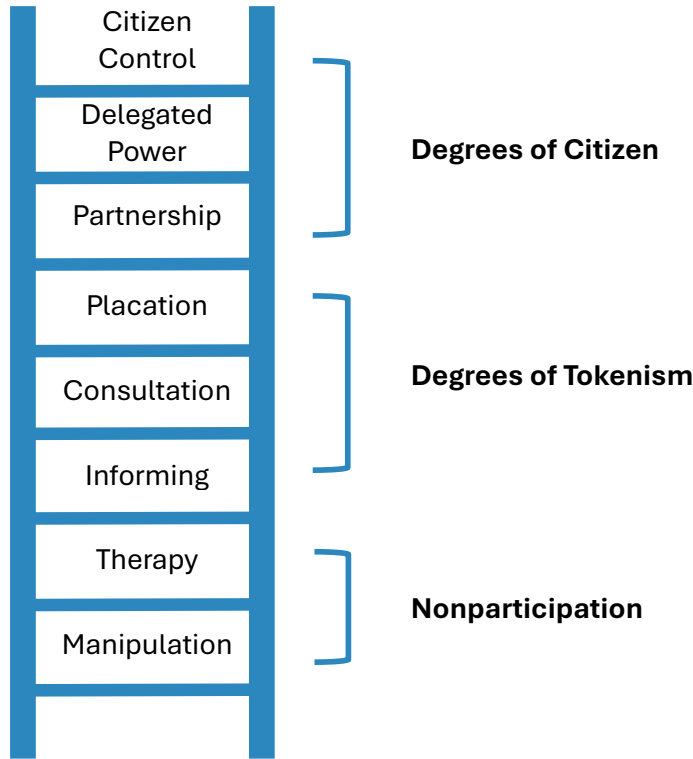 Citizen
Control
Delegated
Power
Degrees of Citizen
Partnership
Placation
Consultation
Degrees of Tokenism
Informing
Therapy
Manipulation
Nonparticipation